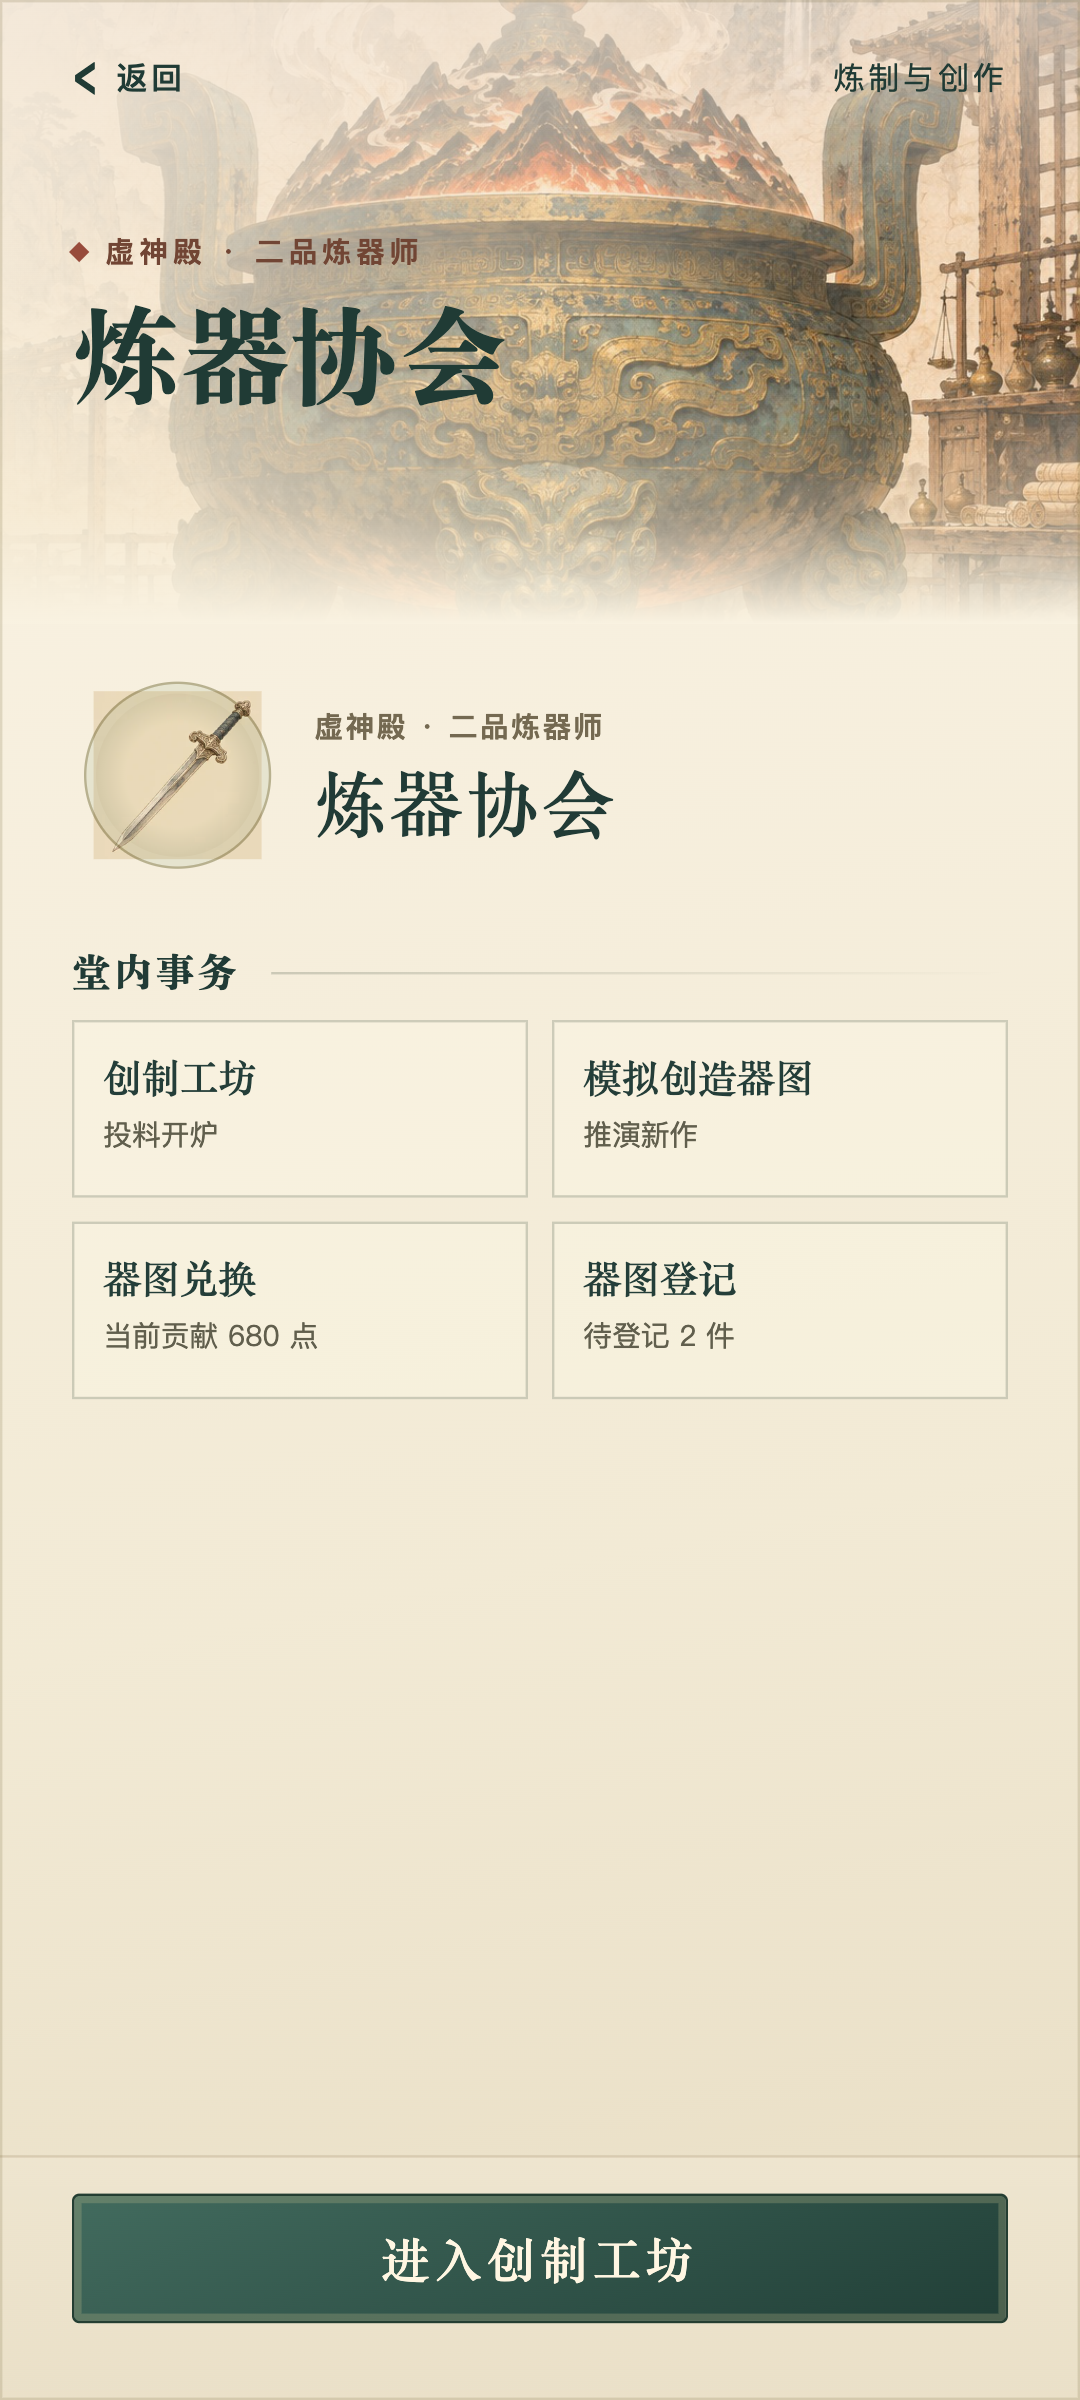 返回
炼制与创作
虚神殿 · 二品炼器师
炼器协会
虚神殿 · 二品炼器师
炼器协会
堂内事务
创制工坊
投料开炉
模拟创造器图
推演新作
器图兑换
当前贡献 680 点
器图登记
待登记 2 件
进入创制工坊